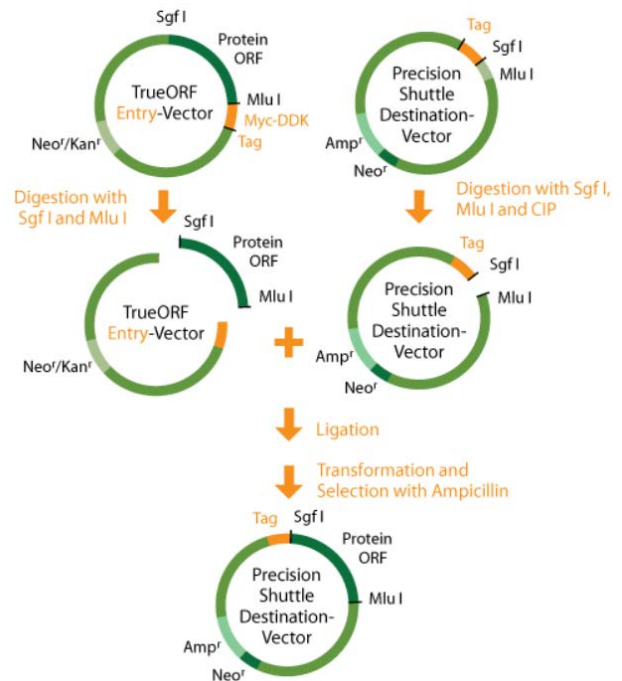 Sgf I
Protein
ORF
TrueORF
Entry-Vector
Mlu I
Myc-DDK
Tag
Neoʳ/Kanʳ
Tag
Sgf I
Mlu I
Precision
Shuttle
Destination-
Vector
Ampʳ
Neoʳ
Digestion with
Sgf I and Mlu I
Digestion with Sgf I,
Mlu I and CIP
Sgf I
Protein
ORF
Mlu I
TrueORF
Entry-Vector
Neoʳ/Kanʳ
+
Tag
Sgf I
Mlu I
Precision
Shuttle
Destination-
Vector
Ampʳ
Neoʳ
Ligation
Transformation and
Selection with Ampicillin
Tag
Sgf I
Protein
ORF
Mlu I
Precision
Shuttle
Destination-
Vector
Ampʳ
Neoʳ